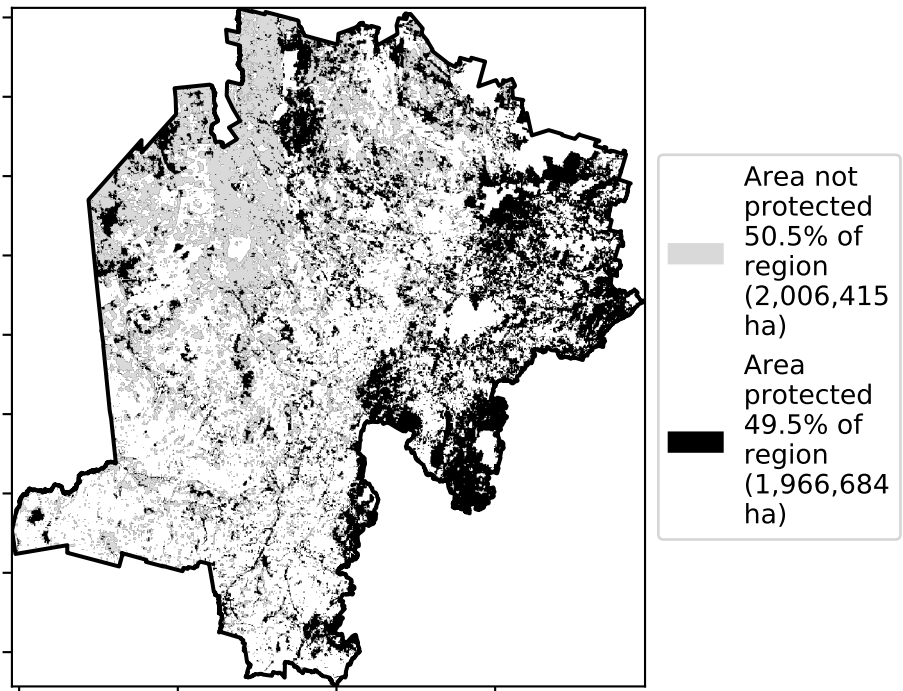 Area not
protected
50.5% of
region
(2,006,415
ha)
Area
protected
49.5% of
region
(1,966,684
ha)